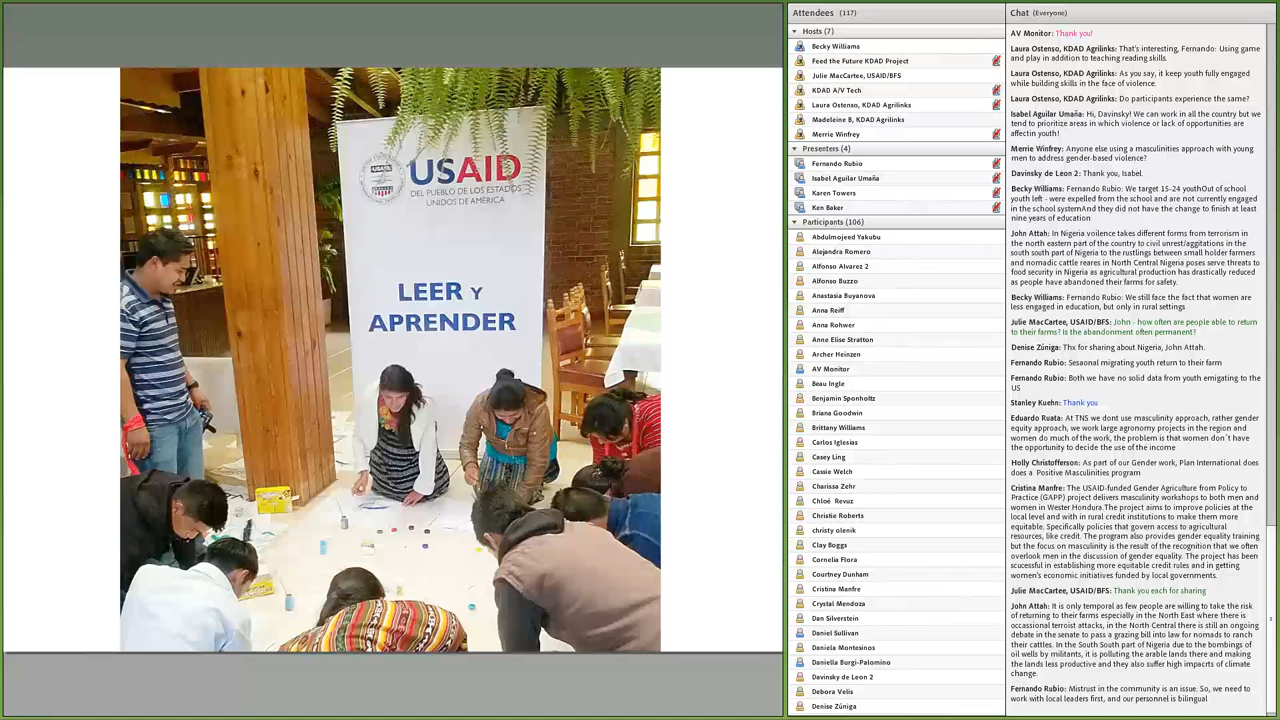 USAID
DEL PUEBLO DE LOS ESTADOS
UNIDOS DE AMÉRICA
LEER Y
APRENDER
Attendees (117)
Hosts (7)
Becky Williams
Feed the Future KDAD Project
Julie MacCartee, USAID/BFS
KDAD A/V Tech
Laura Ostenso, KDAD Agrilinks
Madeleine B, KDAD Agrilinks
Merrie Winfrey
Presenters (4)
Fernando Rubio
Isabel Aguilar Umaña
Karen Towers
Ken Baker
Participants (106)
Abdulmojeed Yakubu
Alejandra Romero
Alfonso Alvarez 2
Alfonso Buzzo
Anastasia Buyanova
Anna Reiff
Anna Rohwer
Anne Elise Stratton
Archer Heinzen
AV Monitor
Beau Ingle
Benjamin Sponholtz
Briana Goodwin
Brittany Williams
Carlos Iglesias
Casey Ling
Cassie Welch
Charissa Zehr
Chloé Revuz
Christie Roberts
christy olenik
Clay Boggs
Cornelia Flora
Courtney Dunham
Cristina Manfre
Crystal Mendoza
Dan Silverstein
Daniel Sullivan
Daniela Montesinos
Daniella Burgi-Palomino
Davinsky de Leon 2
Debora Velis
Denise Zúniga
Chat (Everyone)
AV Monitor: Thank you!
Laura Ostenso, KDAD Agrilinks: That's interesting, Fernando: Using game
and play in addition to teaching reading skills.
Laura Ostenso, KDAD Agrilinks: As you say, it keep youth fully engaged
while building skills in the face of violence.
Laura Ostenso, KDAD Agrilinks: Do participants experience the same?
Isabel Aguilar Umaña: Hi, Davinsky! We can work in all the country but we
tend to prioritize areas in which violence or lack of opportunities are
affectin youth!
Merrie Winfrey: Anyone else using a masculinities approach with young
men to address gender-based violence?
Davinsky de Leon 2: Thank you, Isabel.
Becky Williams: Fernando Rubio: We target 15-24 youthOut of school
youth left - were expelled from the school and are not currently engaged
in the school systemAnd they did not have the change to finish at least
nine years of education
John Attah: In Nigeria voilence takes different forms from terrorism in
the north eastern part of the country to civil unrest/aggitations in the
south south part of Nigeria to the rustlings between small holder farmers
and nomadic cattle reares in North Central Nigeria poses serve threats to
food security in Nigeria as agricultural production has drastically reduced
as people have abandoned their farms for safety.
Becky Williams: Fernando Rubio: We still face the fact that women are
less engaged in education, but only in rural settings
Julie MacCartee, USAID/BFS: John - how often are people able to return
to their farms? Is the abandonment often permanent?
Denise Zúniga: Thx for sharing about Nigeria, John Attah.
Fernando Rubio: Sesaonal migrating youth return to their farm
Fernando Rubio: Both we have no solid data from youth emigating to the
US
Stanley Kuehn: Thank you
Eduardo Ruata: At TNS we dont use masculinity approach, rather gender
equity approach, we work large agronomy projects in the region and
women do much of the work, the problem is that women don´t have
the opportunity to decide the use of the income
Holly Christofferson: As part of our Gender work, Plan International does
does a Positive Masculinities program
Cristina Manfre: The USAID-funded Gender Agriculture from Policy to
Practice (GAPP) project delivers masculinity workshops to both men and
women in Wester Hondura.The project aims to improve policies at the
local level and with in rural credit institutions to make them more
equitable. Specifically policies that govern access to agricultural
resources, like credit. The program also provides gender equality training
but the focus on masculinity is the result of the recognition that we often
overlook men in the discussion of gender equality. The project has been
scucessful in establishing more equitable credit rules and in getting
women's economic initiatives funded by local governments.
Julie MacCartee, USAID/BFS: Thank you each for sharing
John Attah: It is only temporal as few people are willing to take the risk
of returning to their farms especially in the North East where there is
occassional terroist attacks, in the North Central there is still an ongoing
debate in the senate to pass a grazing bill into law for nomads to ranch
their cattles. In the South South part of Nigeria due to the bombings of
oil wells by militants, it is polluting the arable lands there and making
the lands less productive and they also suffer high impacrts of climate
change.
Fernando Rubio: Mistrust in the community is an issue. So, we need to
work with local leaders first, and our personnel is bilingual